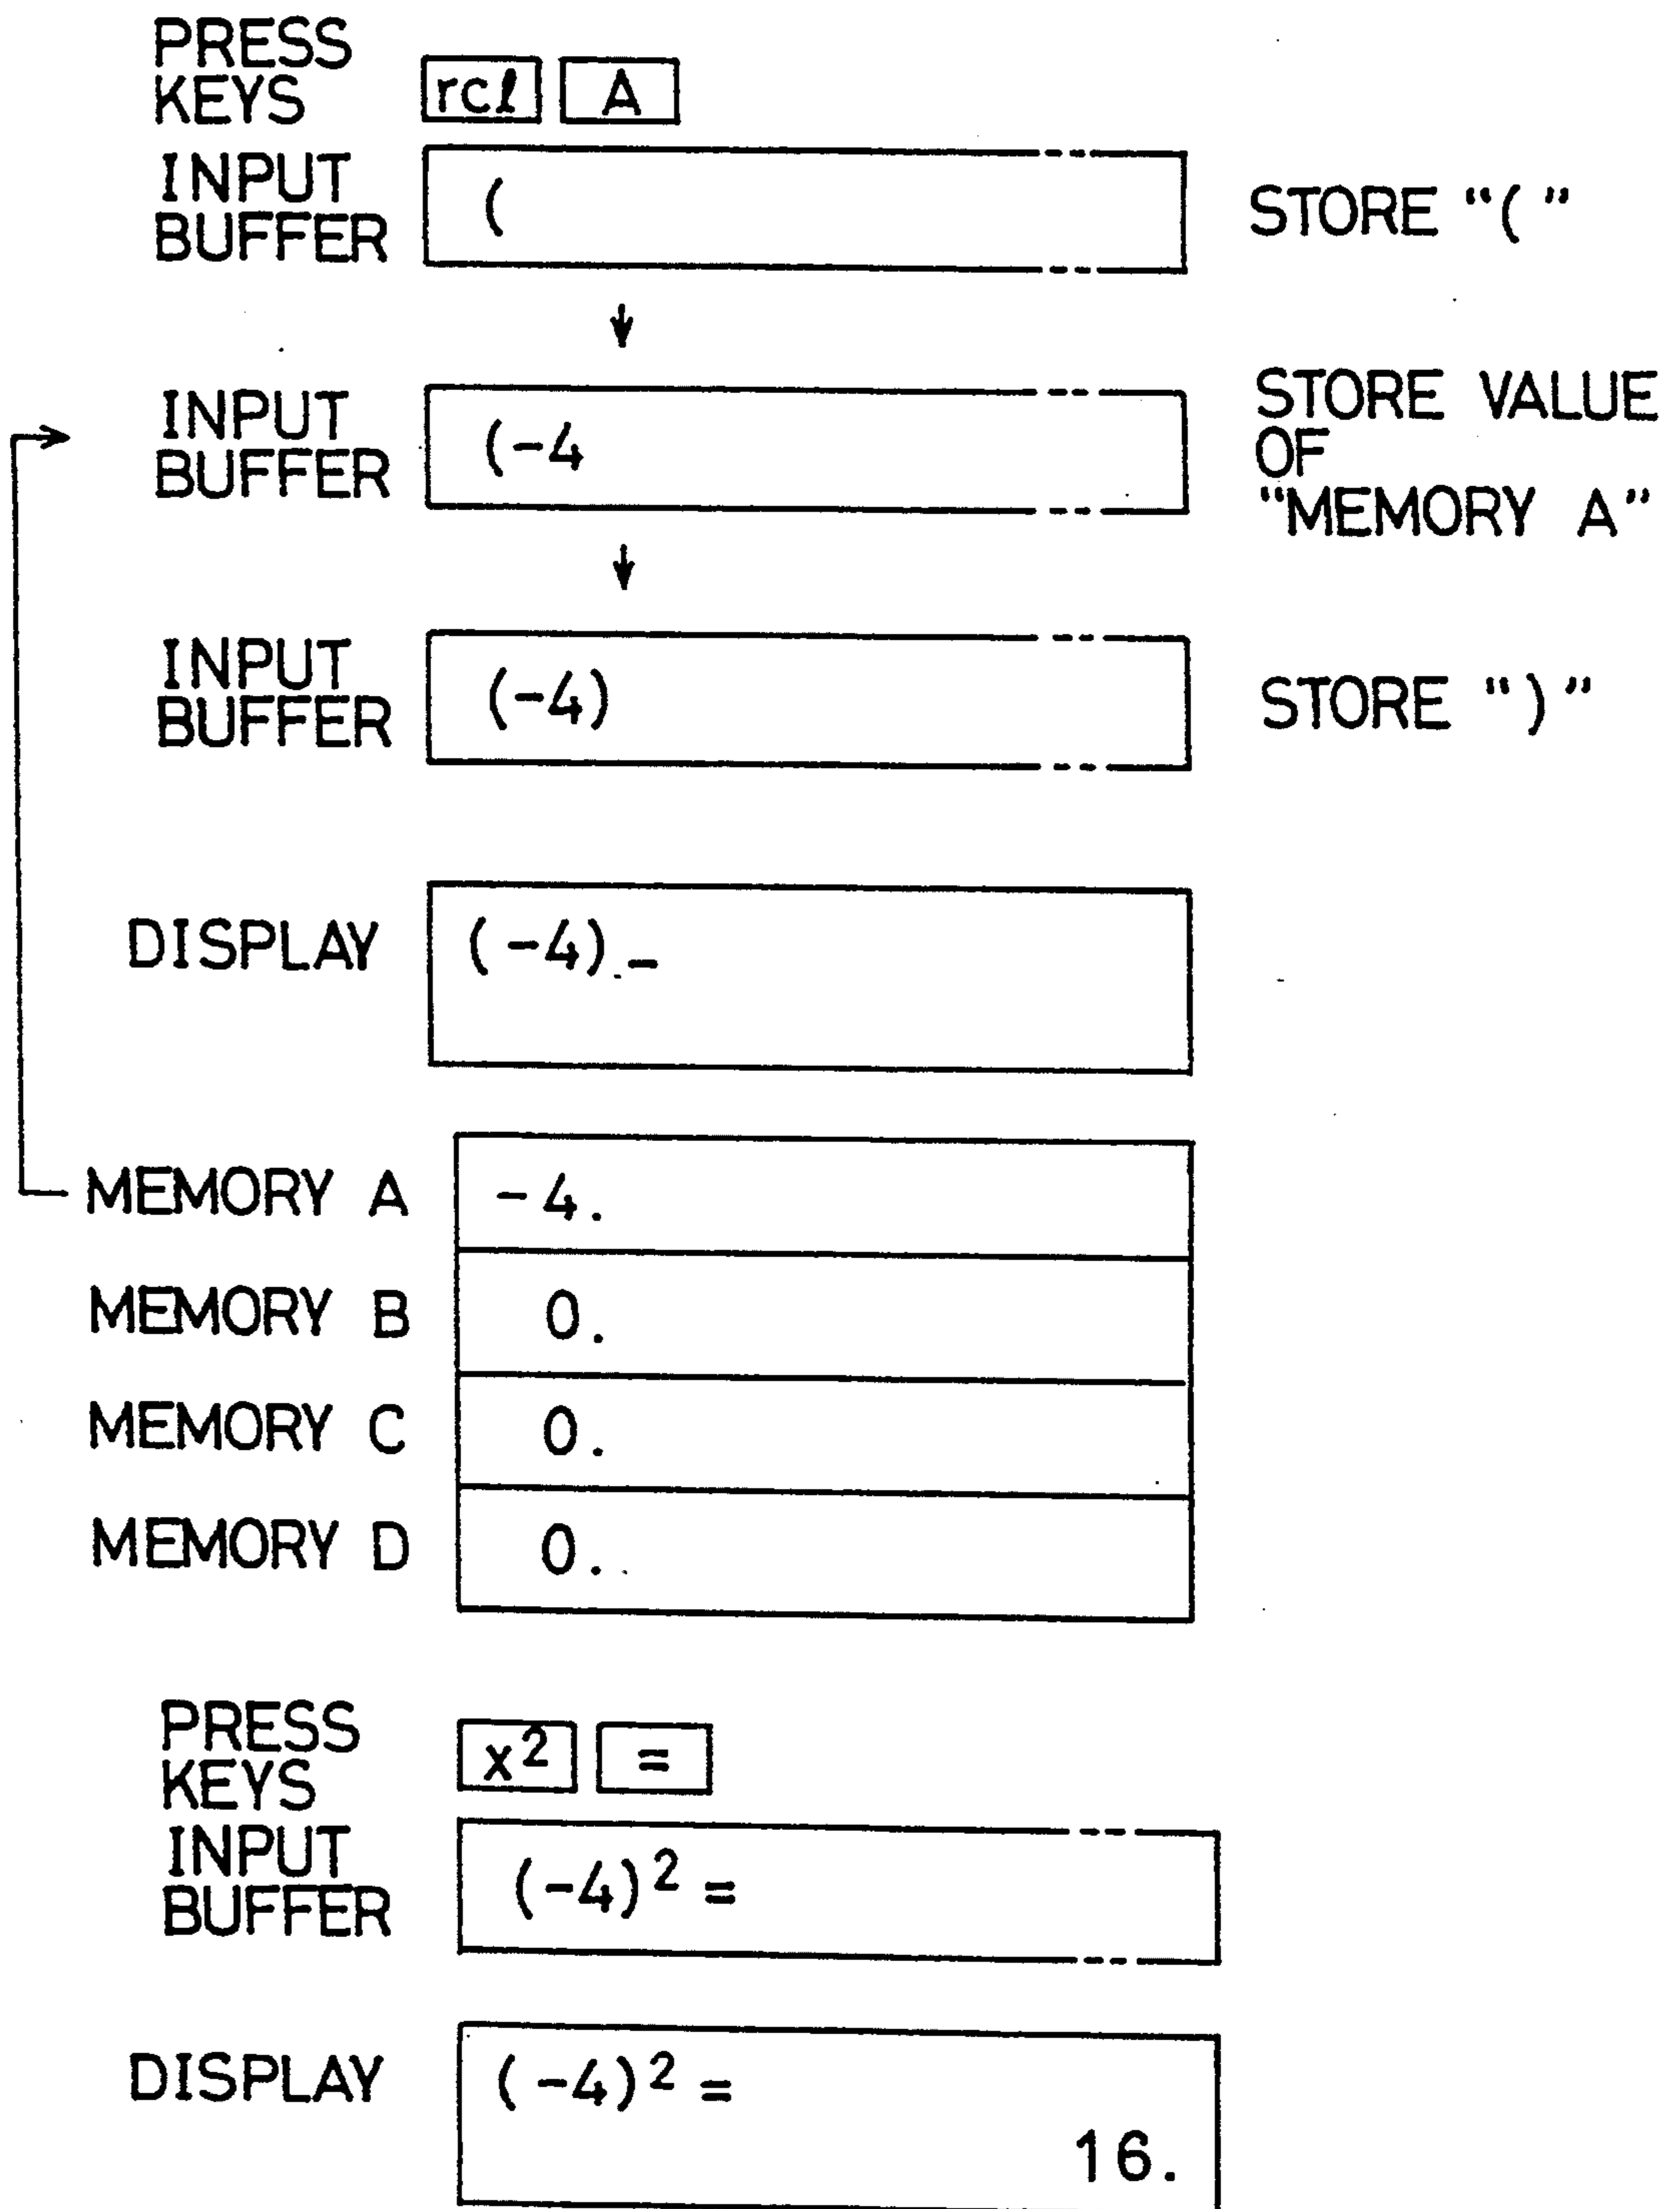 PRESS
KEYS rcl A
INPUT
BUFFER
(
STORE "( "
INPUT
BUFFER
(-4
STORE VALUE
OF
"MEMORY A"
INPUT
BUFFER
(-4)
STORE ") "
DISPLAY (-4)_
MEMORY A -4.
MEMORY B 0.
MEMORY C 0.
MEMORY D 0.
PRESS
KEYS x² =
INPUT
BUFFER
(-4)² =
DISPLAY (-4)² =
16.